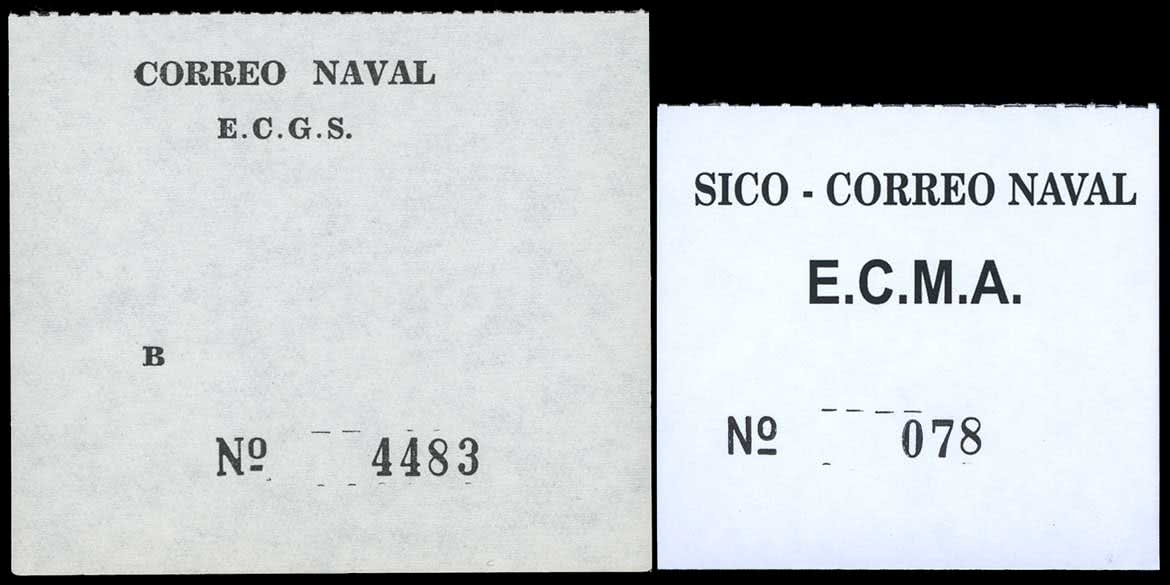 CORREO NAVAL
E.C.G.S.
B
Nº 4483
SICO - CORREO NAVAL
E.C.M.A.
Nº 078